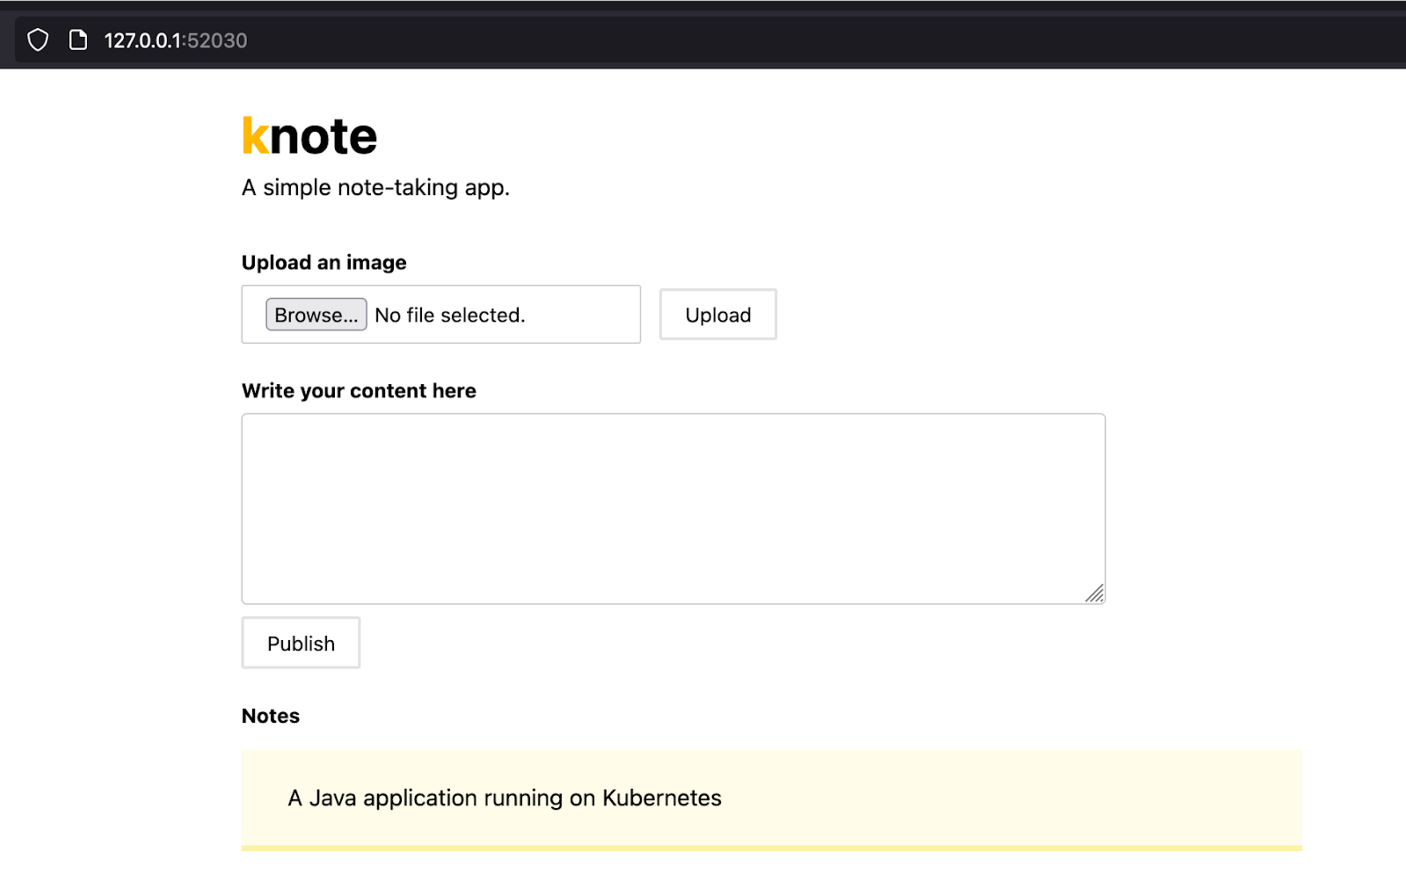 127.0.0.1:52030
knote
A simple note-taking app.
Upload an image
Browse... No file selected. Upload
Write your content here
Publish
Notes
A Java application running on Kubernetes